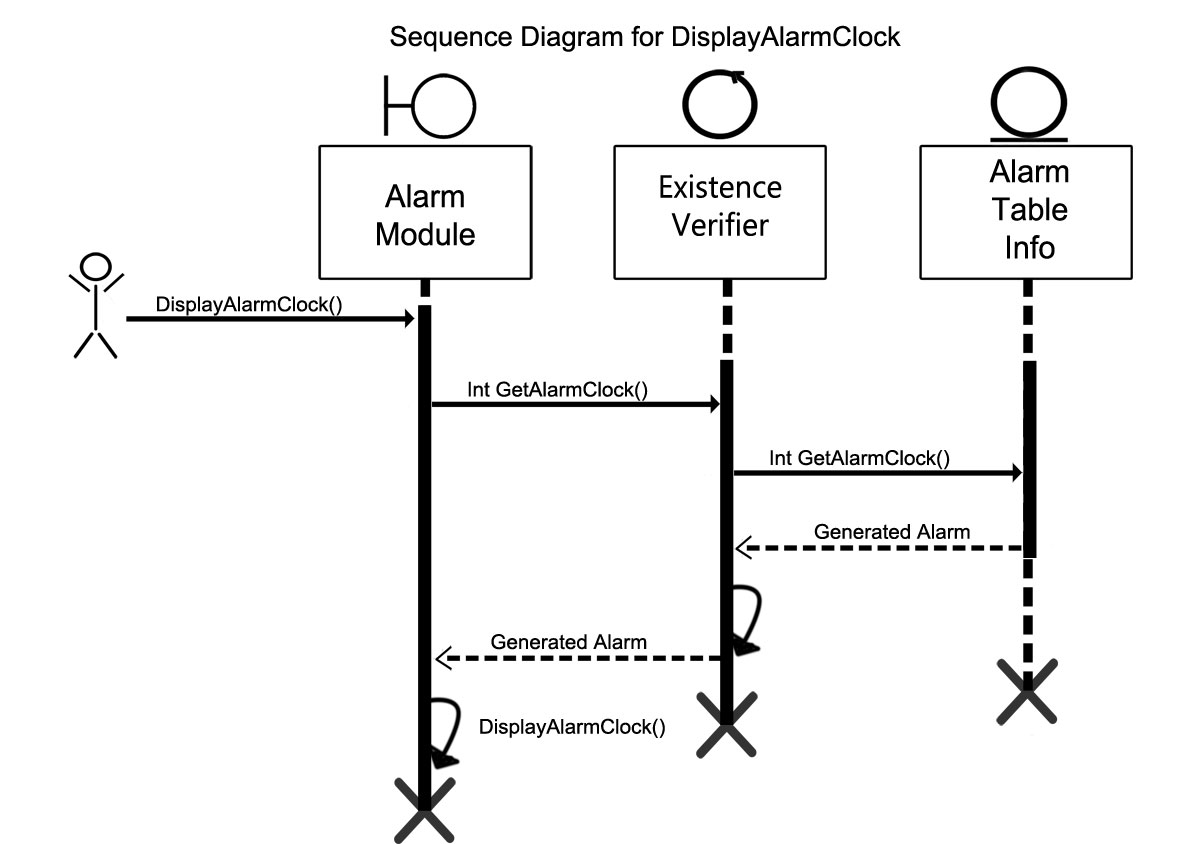 Sequence Diagram for DisplayAlarmClock
Alarm
Module
Existence
Verifier
Alarm
Table
Info
DisplayAlarmClock()
Int GetAlarmClock()
Int GetAlarmClock()
Generated Alarm
Generated Alarm
DisplayAlarmClock()